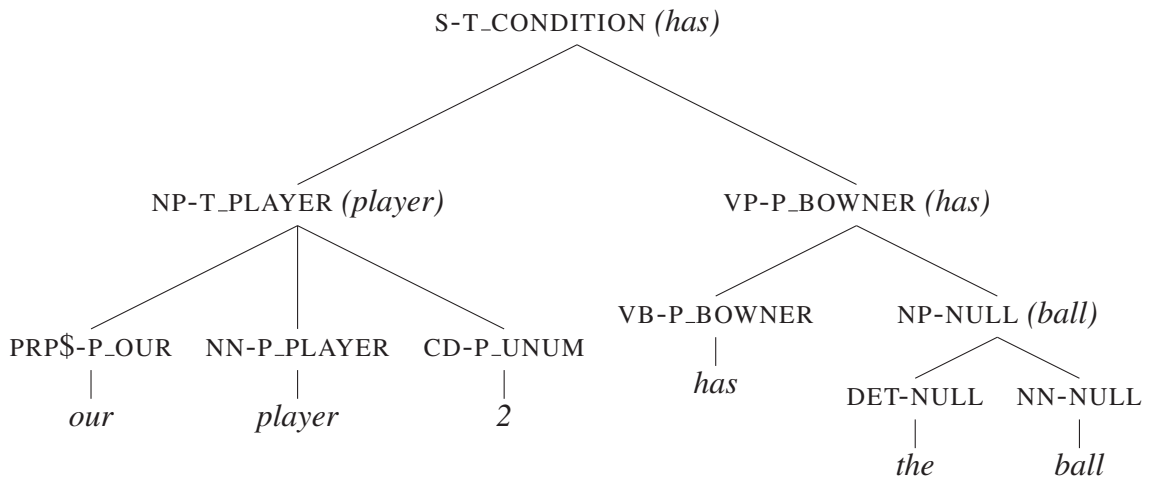 S-T_CONDITION (has)
NP-T_PLAYER (player) VP-P_BOWNER (has)
PRP$-P_OUR NN-P_PLAYER CD-P_UNUM VB-P_BOWNER NP-NULL (ball)
our player 2 has DET-NULL NN-NULL
the ball